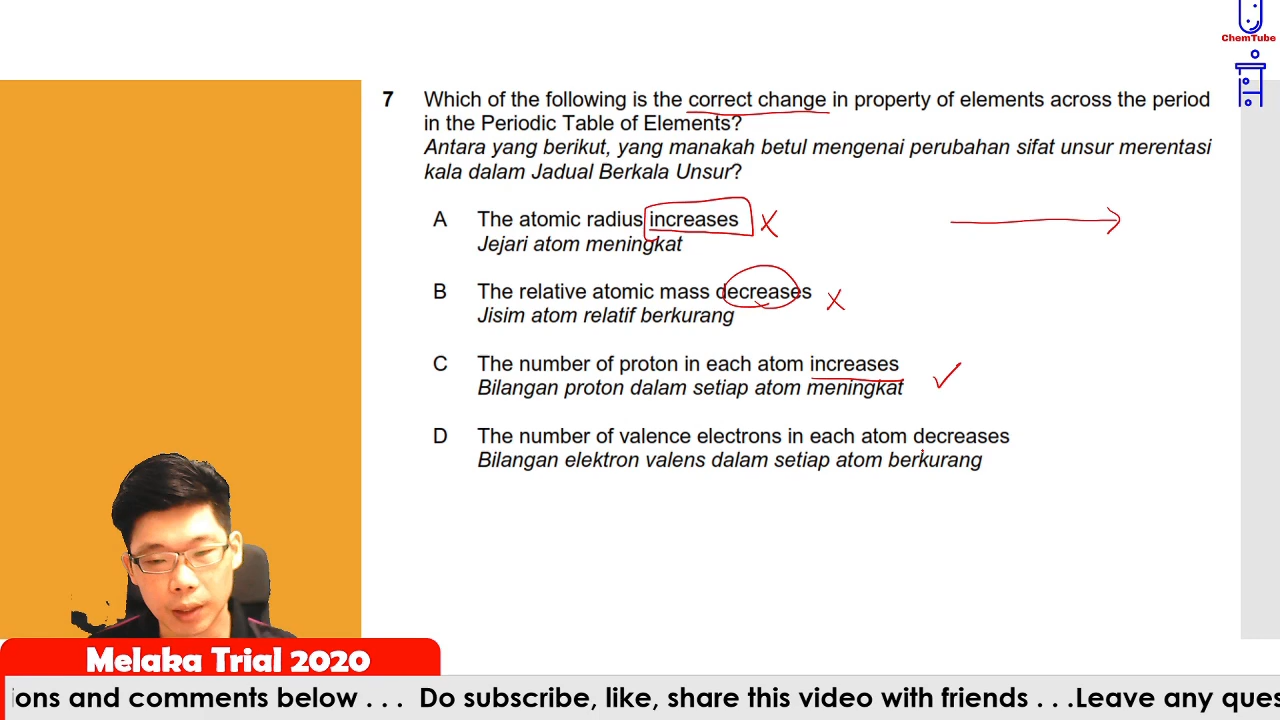 ChemTube
7 Which of the following is the correct change in property of elements across the period
in the Periodic Table of Elements?
Antara yang berikut, yang manakah betul mengenai perubahan sifat unsur merentasi
kala dalam Jadual Berkala Unsur?
A The atomic radius increases
Jejari atom meningkat
B The relative atomic mass decreases
Jisim atom relatif berkurang
C The number of proton in each atom increases
Bilangan proton dalam setiap atom meningkat
D The number of valence electrons in each atom decreases
Bilangan elektron valens dalam setiap atom berkurang
Melaka Trial 2020
ions and comments below . . . Do subscribe, like, share this video with friends . . .Leave any ques